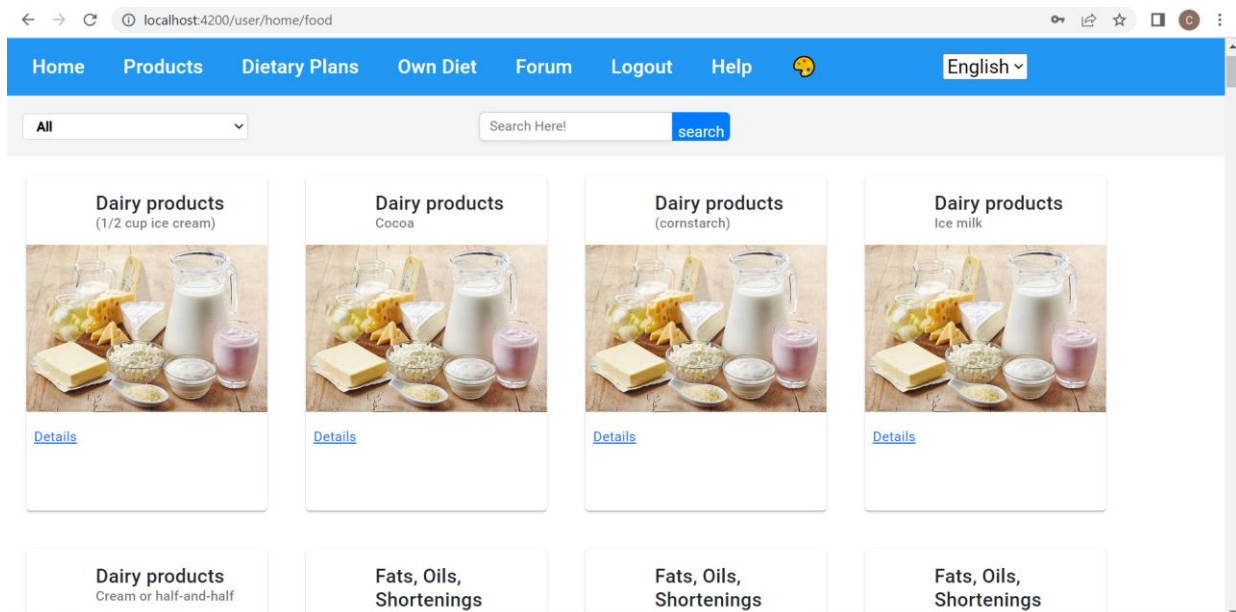 localhost:4200/user/home/food
C
Home Products Dietary Plans Own Diet Forum Logout Help English
All Search Here! search
Dairy products
(1/2 cup ice cream)
Dairy products
Cocoa
Dairy products
(cornstarch)
Dairy products
Ice milk
Details
Details
Details
Details
Dairy products
Cream or half-and-half
Fats, Oils,
Shortenings
Fats, Oils,
Shortenings
Fats, Oils,
Shortenings